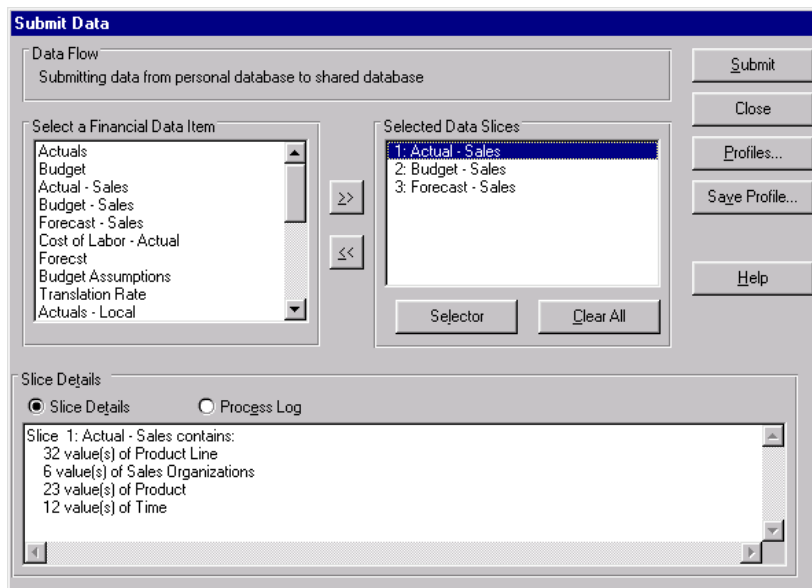 Submit Data
Data Flow
Submitting data from personal database to shared database
Submit
Close
Profiles...
Save Profile...
Help
Select a Financial Data Item
Actuals
Budget
Actual - Sales
Budget - Sales
Forecast - Sales
Cost of Labor - Actual
Forecst
Budget Assumptions
Translation Rate
Actuals - Local
>>
<<
Selected Data Slices
1: Actual - Sales
2: Budget - Sales
3: Forecast - Sales
Selector
Clear All
Slice Details
Slice Details
Process Log
Slice 1: Actual - Sales contains:
32 value(s) of Product Line
6 value(s) of Sales Organizations
23 value(s) of Product
12 value(s) of Time